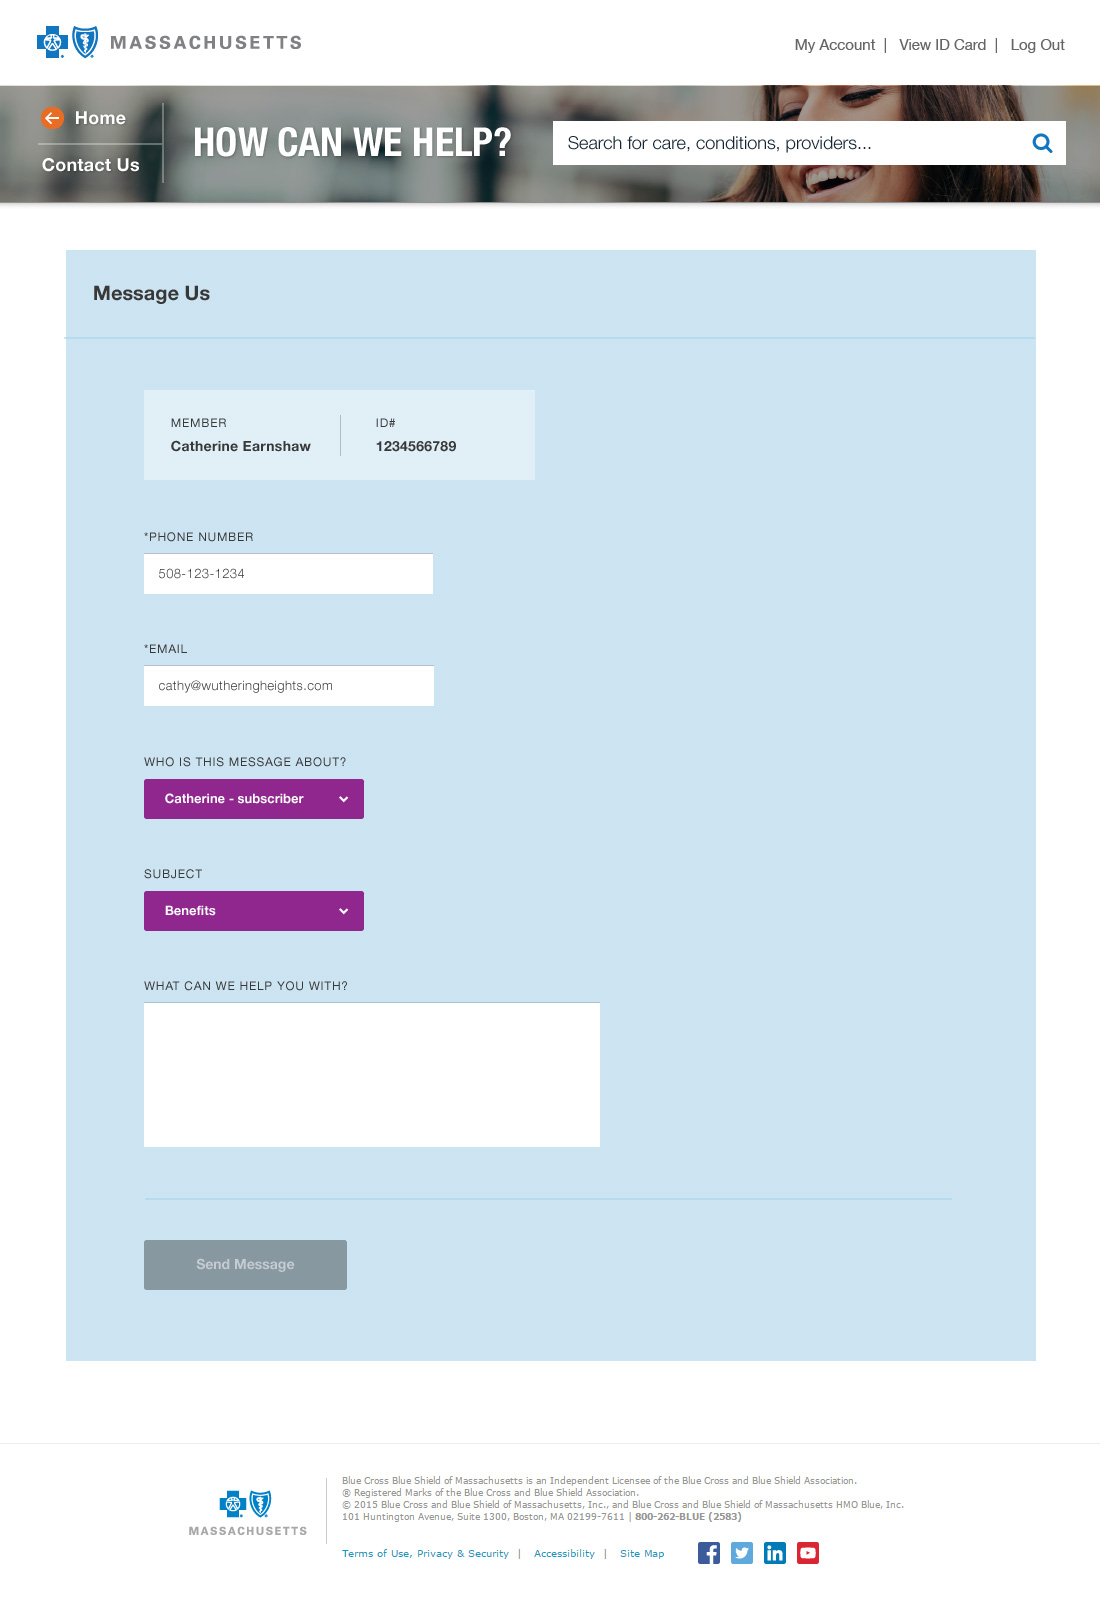 MASSACHUSETTS
My Account | View ID Card | Log Out
Home
Contact Us
HOW CAN WE HELP?
Search for care, conditions, providers...
Message Us
MEMBER
Catherine Earnshaw
ID#
1234566789
*PHONE NUMBER
508-123-1234
*EMAIL
cathy@wutheringheights.com
WHO IS THIS MESSAGE ABOUT?
Catherine - subscriber
SUBJECT
Benefits
WHAT CAN WE HELP YOU WITH?
Send Message
MASSACHUSETTS
Blue Cross Blue Shield of Massachusetts is an Independent Licensee of the Blue Cross and Blue Shield Association.
® Registered Marks of the Blue Cross and Blue Shield Association.
© 2015 Blue Cross and Blue Shield of Massachusetts, Inc., and Blue Cross and Blue Shield of Massachusetts HMO Blue, Inc.
101 Huntington Avenue, Suite 1300, Boston, MA 02199-7611 | 800-262-BLUE (2583)
Terms of Use, Privacy & Security | Accessibility | Site Map